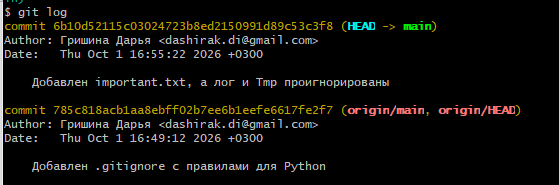 $ git log
commit 6b10d52115c03024723b8ed2150991d89c53c3f8 (HEAD -> main)
Author: Гришина Дарья <dashirak.di@gmail.com>
Date:   Thu Oct 1 16:55:22 2026 +0300
Добавлен important.txt, а лог и Tmp проигнорированы
commit 785c818acb1aa8ebff02b7ee6b1eefe6617fe2f7 (origin/main, origin/HEAD)
Author: Гришина Дарья <dashirak.di@gmail.com>
Date:   Thu Oct 1 16:49:12 2026 +0300
Добавлен .gitignore с правилами для Python